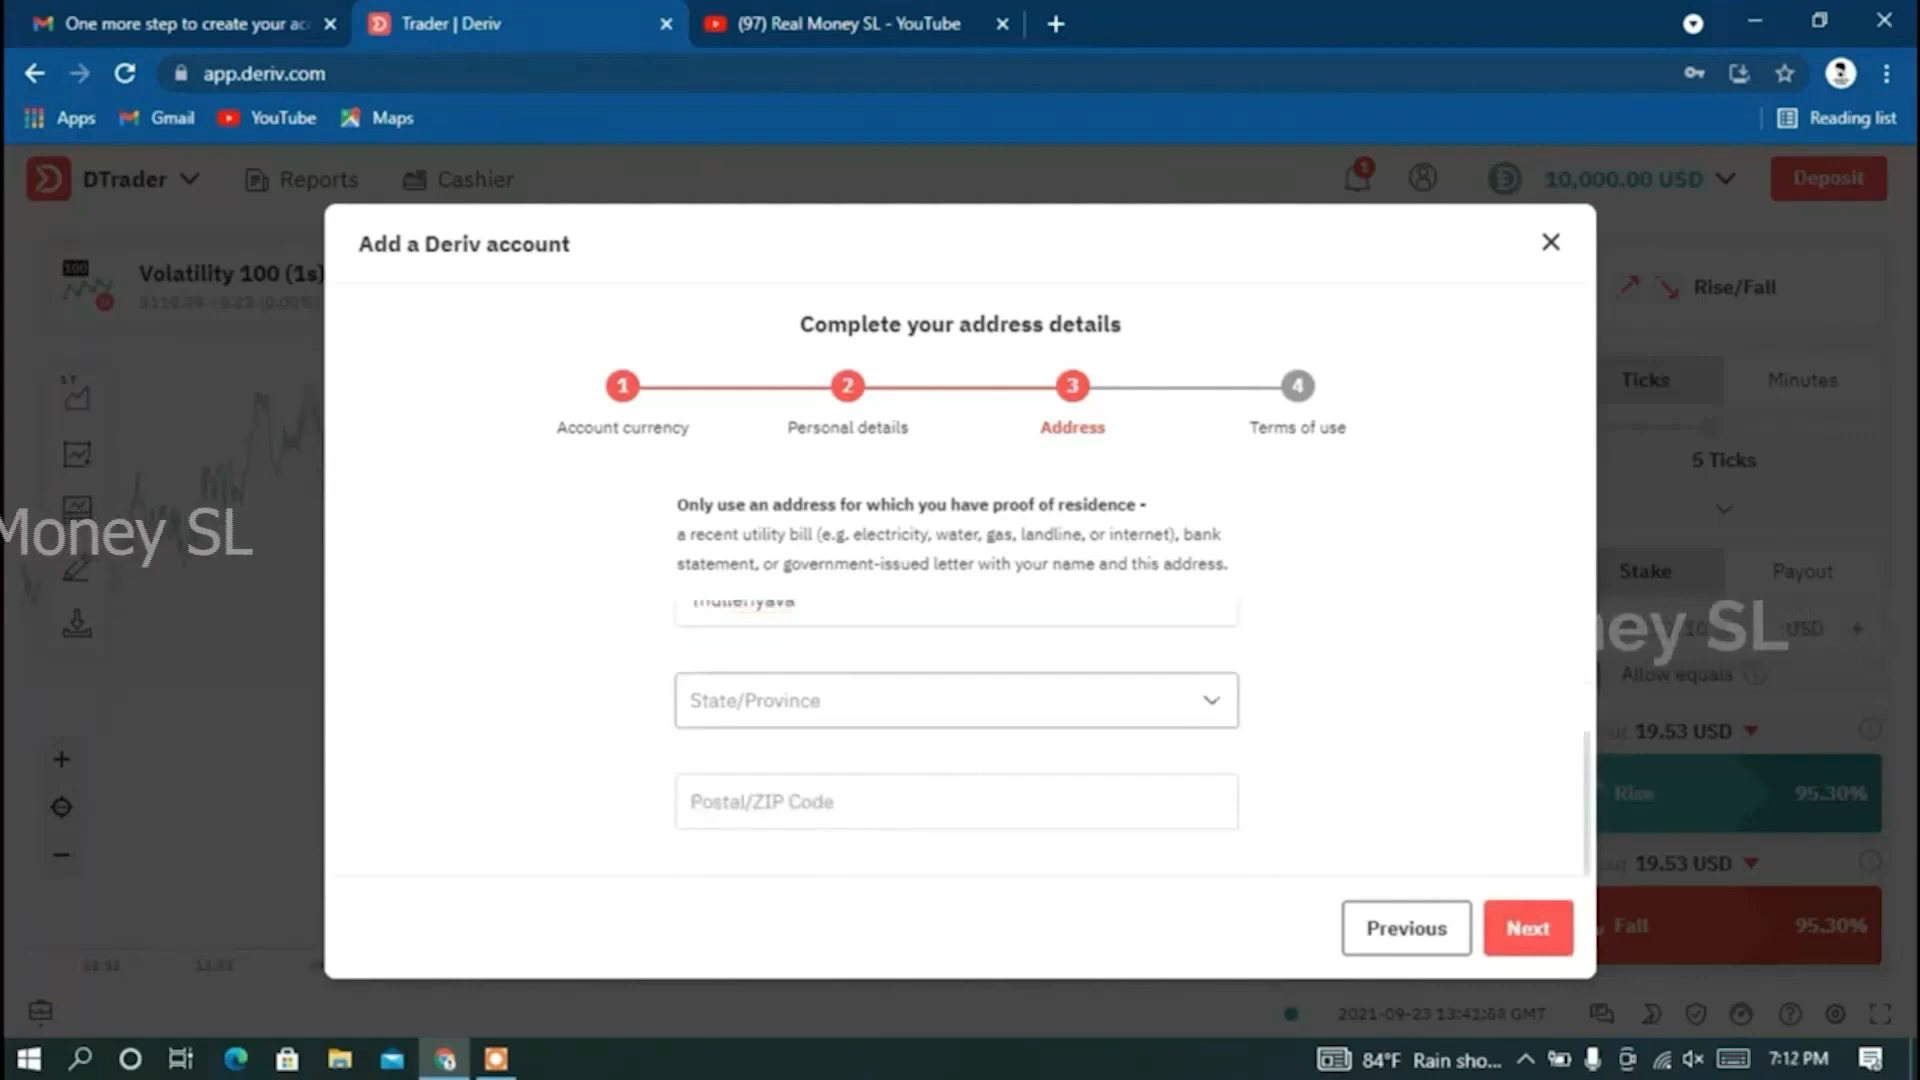 One more step to create your acc
Trader | Deriv
(97) Real Money SL - YouTube
app.deriv.com
Apps
Gmail
YouTube
Maps
Reading list
DTrader
Reports
Cashier
1
10,000.00 USD
Deposit
Add a Deriv account
100
Volatility 100 (1s)
Rise/Fall
Complete your address details
1
2
3
4
Account currency
Personal details
Address
Terms of use
1T
Ticks
Minutes
5 Ticks
Only use an address for which you have proof of residence -
a recent utility bill (e.g. electricity, water, gas, landline, or internet), bank
statement, or government-issued letter with your name and this address.
Money SL
Stake
Payout
ney SL
USD
Allow equals
State/Province
19.53 USD
Postal/ZIP Code
Rise
95.30%
19.53 USD
Fall
95.30%
Previous
Next
84°F Rain sho...
7:12 PM